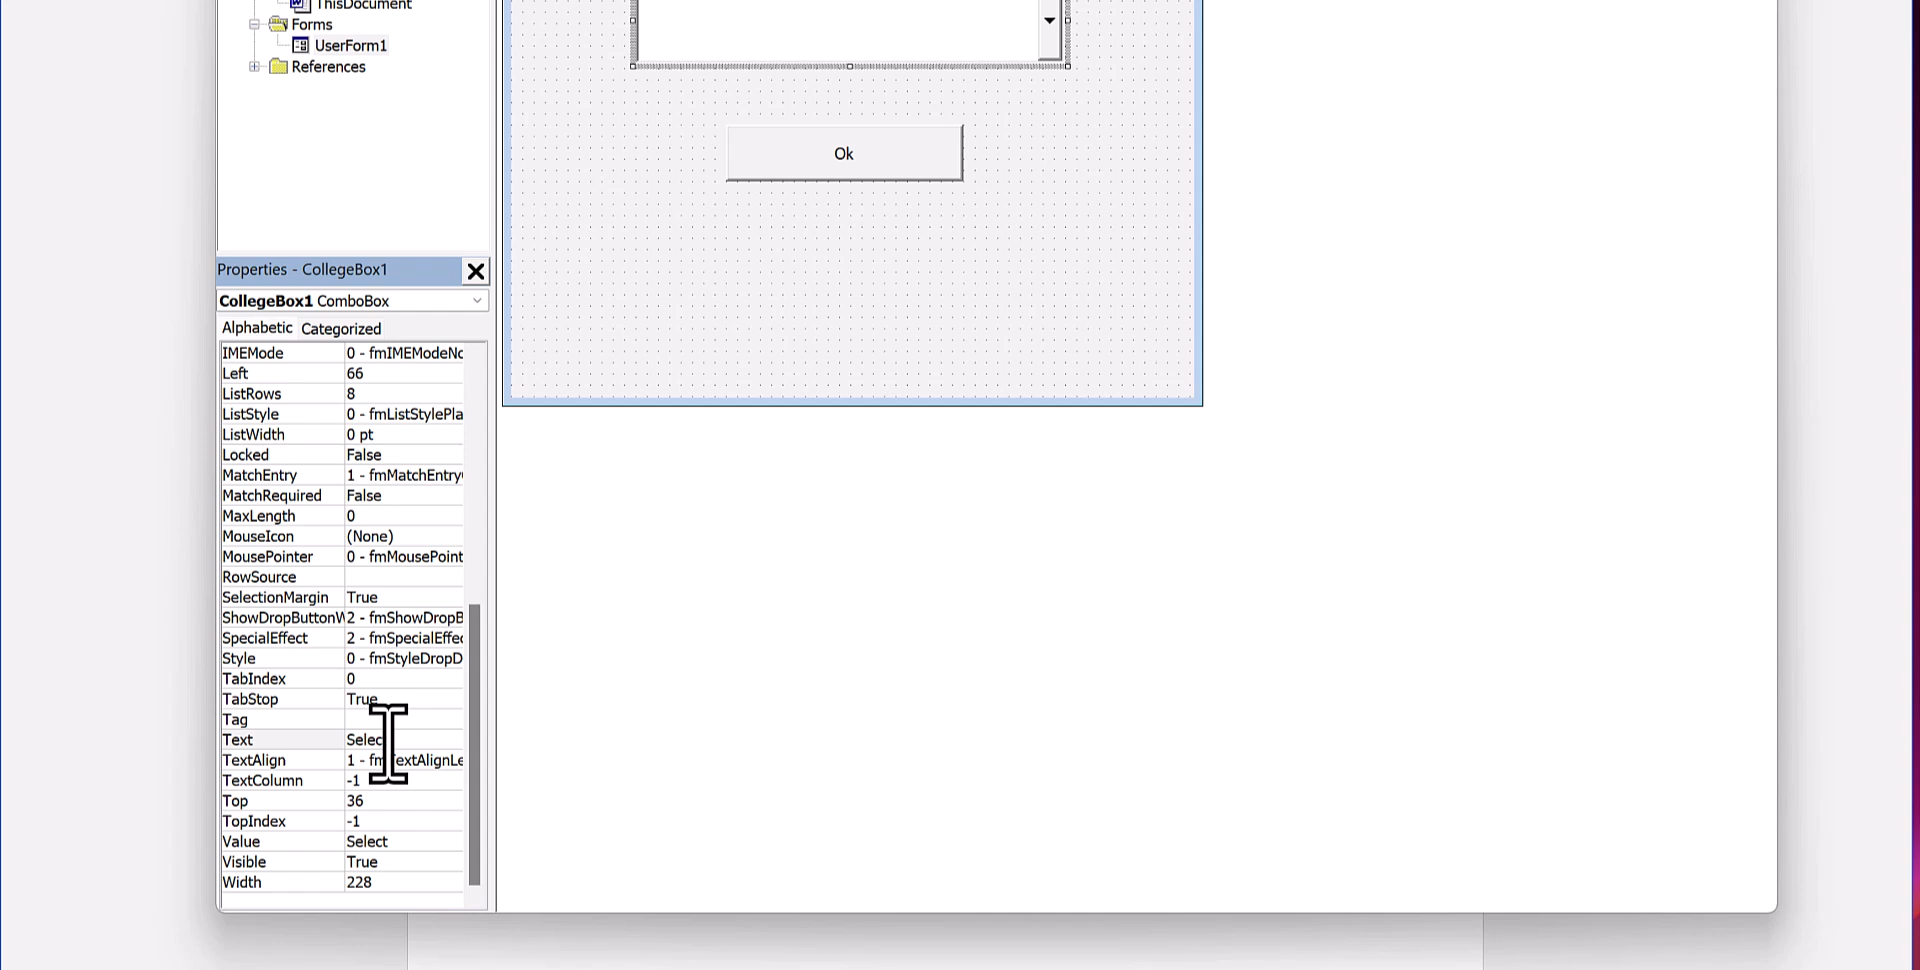 ThisDocument
Forms
UserForm1
References
Ok
Properties - CollegeBox1
CollegeBox1 ComboBox
Alphabetic Categorized
IMEMode 0 - fmIMEModeNo
Left 66
ListRows 8
ListStyle 0 - fmListStylePla
ListWidth 0 pt
Locked False
MatchEntry 1 - fmMatchEntry
MatchRequired False
MaxLength 0
MouseIcon (None)
MousePointer 0 - fmMousePoint
RowSource
SelectionMargin True
ShowDropButtonW 2 - fmShowDropB
SpecialEffect 2 - fmSpecialEffec
Style 0 - fmStyleDropD
TabIndex 0
TabStop True
Tag
Text Select
TextAlign 1 - fmTextAlignLe
TextColumn -1
Top 36
TopIndex -1
Value Select
Visible True
Width 228